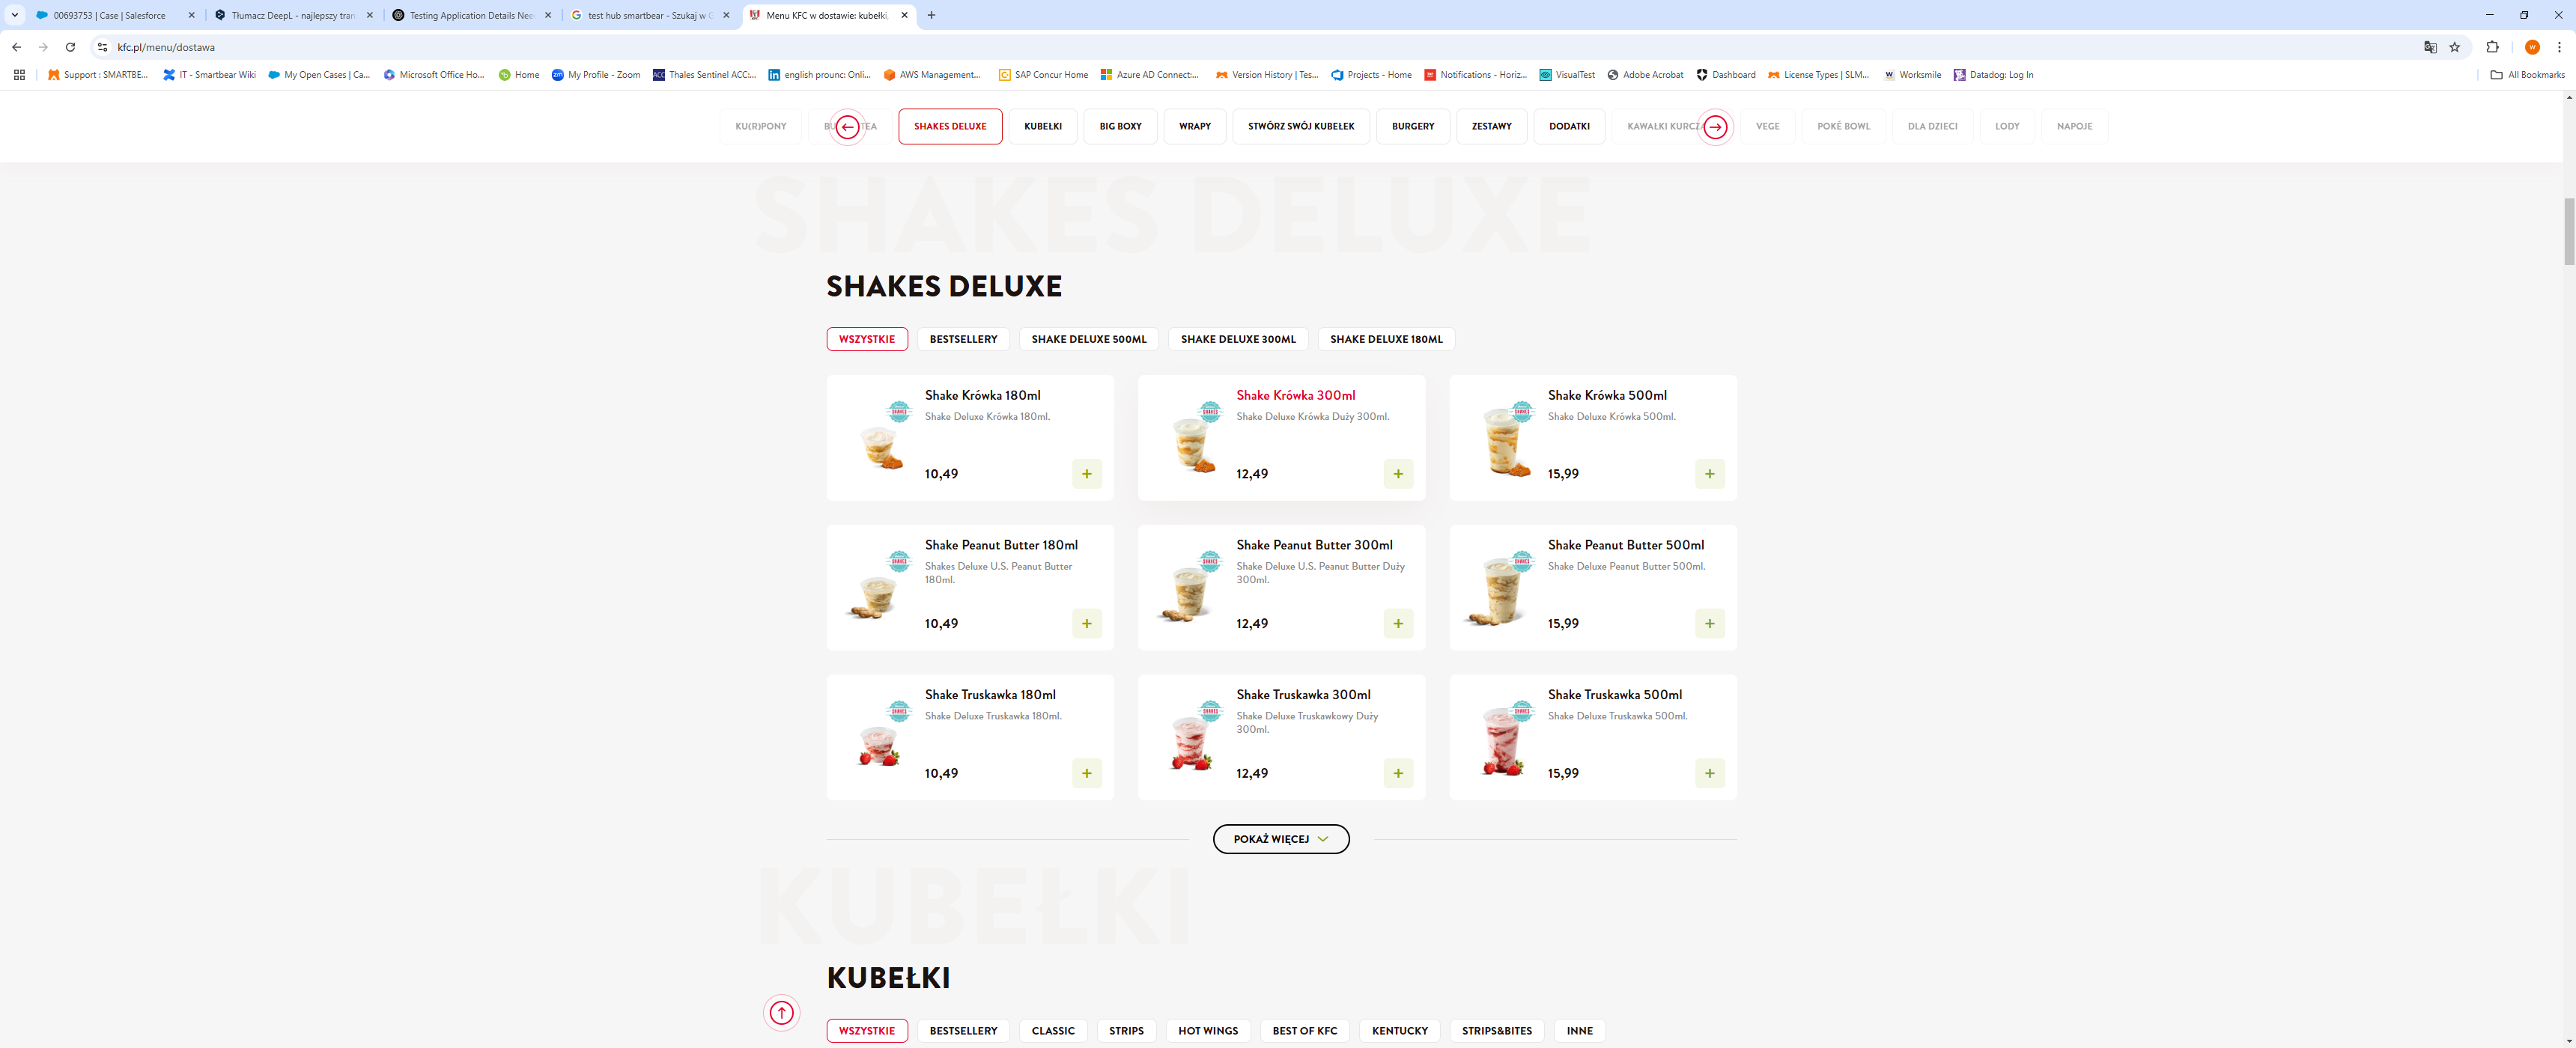 00693753 | Case | Salesforce
Tłumacz DeepL - najlepszy tran
Testing Application Details Nee
test hub smartbear - Szukaj w G
Menu KFC w dostawie: kubełki,
kfc.pl/menu/dostawa
Support : SMARTBE...
IT - Smartbear Wiki
My Open Cases | Ca...
Microsoft Office Ho...
Home
My Profile - Zoom
Thales Sentinel ACC:...
english prounc: Onli...
AWS Management...
SAP Concur Home
Azure AD Connect:...
Version History | Tes...
Projects - Home
Notifications - Horiz...
VisualTest
Adobe Acrobat
Dashboard
License Types | SLM...
Worksmile
Datadog: Log In
All Bookmarks
KU(R)PONY
SHAKES DELUXE
KUBEŁKI
BIG BOXY
WRAPY
STWÓRZ SWÓJ KUBEŁEK
BURGERY
ZESTAWY
DODATKI
KAWAŁKI KURCZA
VEGE
POKÉ BOWL
DLA DZIECI
LODY
NAPOJE
SHAKES DELUXE
SHAKES DELUXE
WSZYSTKIE
BESTSELLERY
SHAKE DELUXE 500ML
SHAKE DELUXE 300ML
SHAKE DELUXE 180ML
Shake Krówka 180ml
Shake Deluxe Krówka 180ml.
10,49
+
Shake Krówka 300ml
Shake Deluxe Krówka Duży 300ml.
12,49
+
Shake Krówka 500ml
Shake Deluxe Krówka 500ml.
15,99
+
Shake Peanut Butter 180ml
Shakes Deluxe U.S. Peanut Butter
180ml.
10,49
+
Shake Peanut Butter 300ml
Shake Deluxe U.S. Peanut Butter Duży
300ml.
12,49
+
Shake Peanut Butter 500ml
Shake Deluxe Peanut Butter 500ml.
15,99
+
Shake Truskawka 180ml
Shake Deluxe Truskawka 180ml.
10,49
+
Shake Truskawka 300ml
Shake Deluxe Truskawkowy Duży
300ml.
12,49
+
Shake Truskawka 500ml
Shake Deluxe Truskawka 500ml.
15,99
+
POKAŻ WIĘCEJ
KUBEŁKI
KUBEŁKI
WSZYSTKIE
BESTSELLERY
CLASSIC
STRIPS
HOT WINGS
BEST OF KFC
KENTUCKY
STRIPS&BITES
INNE